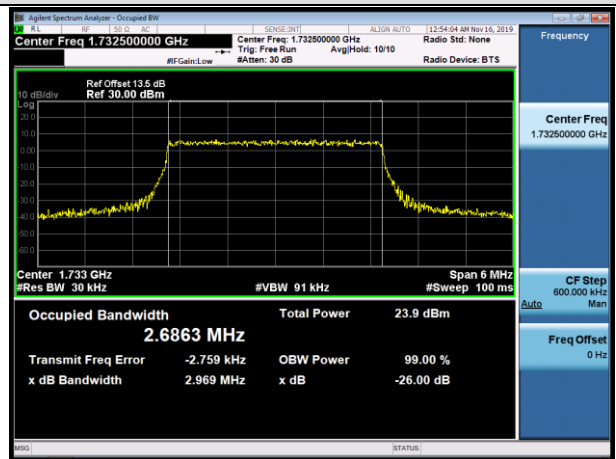 Agilent Spectrum Analyzer - Occupied BW
RL RF 50 Ω AC SENSE:INT ALIGN AUTO 12:54:04 AM Nov 16, 2019
Center Freq 1.732500000 GHz Center Freq: 1.732500000 GHz Radio Std: None Frequency
Trig: Free Run Avg|Hold: 10/10
#IFGain:Low #Atten: 30 dB Radio Device: BTS
Ref Offset 13.5 dB
10 dB/div Ref 30.00 dBm
Log
20.0
10.0
0.00
-10.0
-20.0
-30.0
-40.0
-50.0
-60.0
Center Freq
1.732500000 GHz
Center 1.733 GHz Span 6 MHz
#Res BW 30 kHz #VBW 91 kHz #Sweep 100 ms
CF Step
600.000 kHz
Auto Man
Occupied Bandwidth Total Power 23.9 dBm
2.6863 MHz
Transmit Freq Error -2.759 kHz OBW Power 99.00 %
x dB Bandwidth 2.969 MHz x dB -26.00 dB
Freq Offset
0 Hz
MSG STATUS